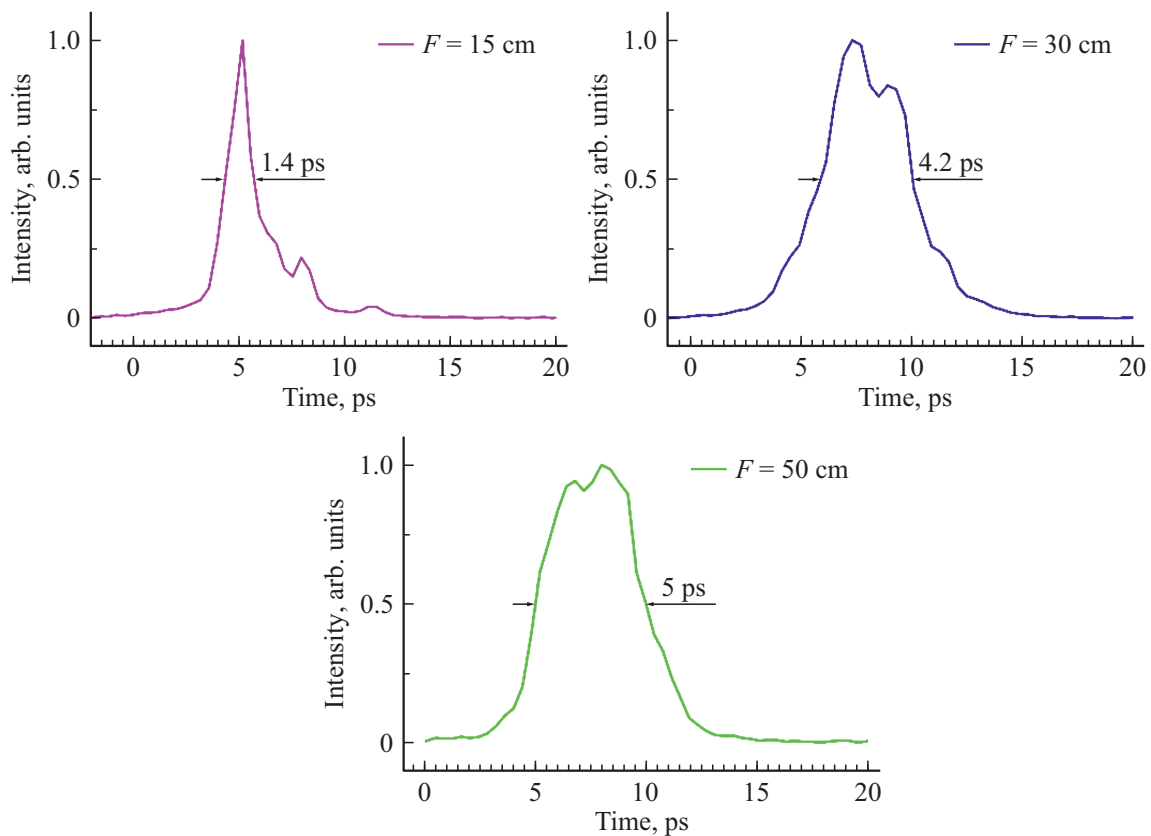 F = 15 cm
1.0
0.5
0
1.4 ps
Intensity, arb. units
0 5 10 15 20
Time, ps
F = 30 cm
1.0
0.5
0
4.2 ps
Intensity, arb. units
0 5 10 15 20
Time, ps
F = 50 cm
1.0
0.5
0
5 ps
Intensity, arb. units
0 5 10 15 20
Time, ps